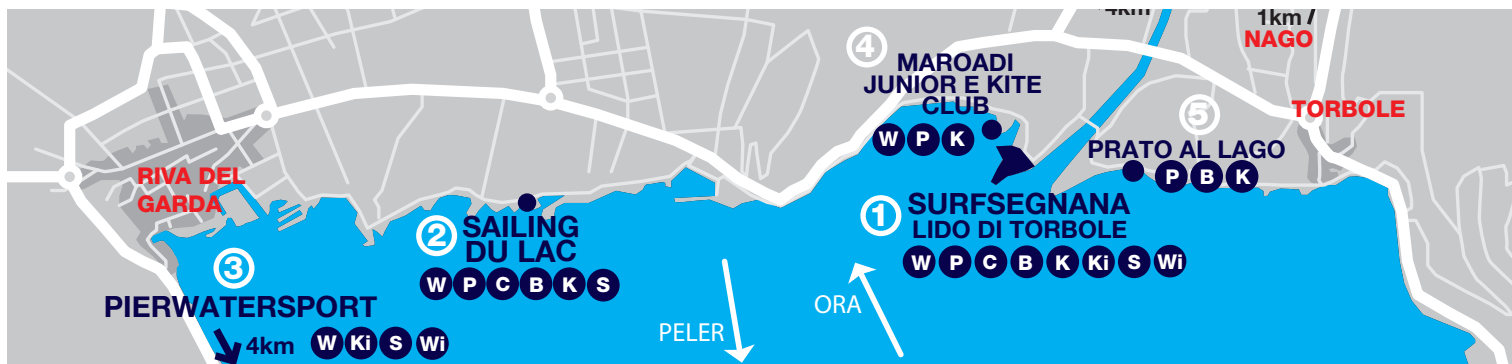 4km
1km
NAGO
4
MAROADI
JUNIOR E KITE
CLUB
W P K
TORBOLE
5
PRATO AL LAGO
P B K
RIVA DEL
GARDA
2
SAILING
DU LAC
W P C B K S
1
SURFSEGNANA
LIDO DI TORBOLE
W P C B K Ki S Wi
3
PIERWATERSPORT
4km
W Ki S Wi
PELER
ORA